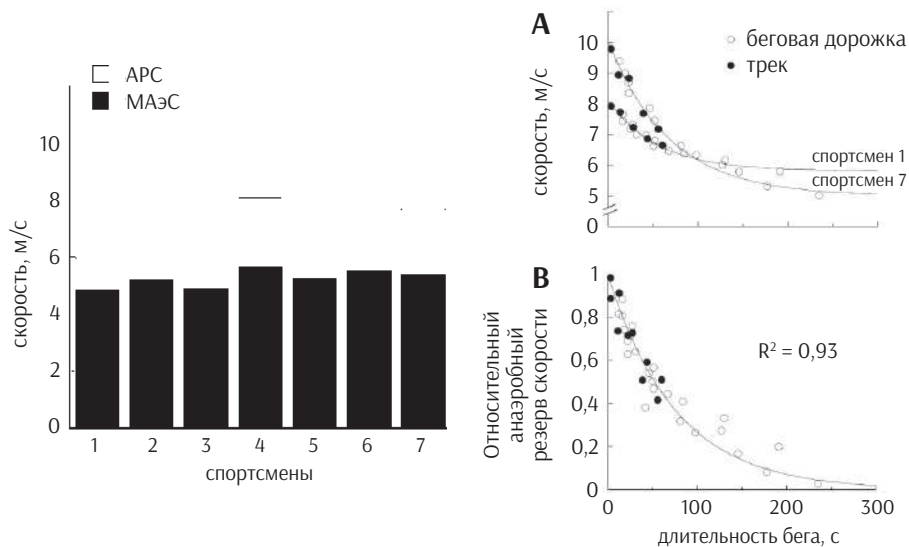 АРС
МАэС
скорость, м/с
10
8
6
4
2
0
1 2 3 4 5 6 7
спортсмены
A
беговая дорожка
трек
скорость, м/с
10
9
8
7
6
5
0
спортсмен 1
спортсмен 7
B
Относительный
анаэробный
резерв скорости
1
0,8
0,6
0,4
0,2
0
R² = 0,93
0 100 200 300
длительность бега, с